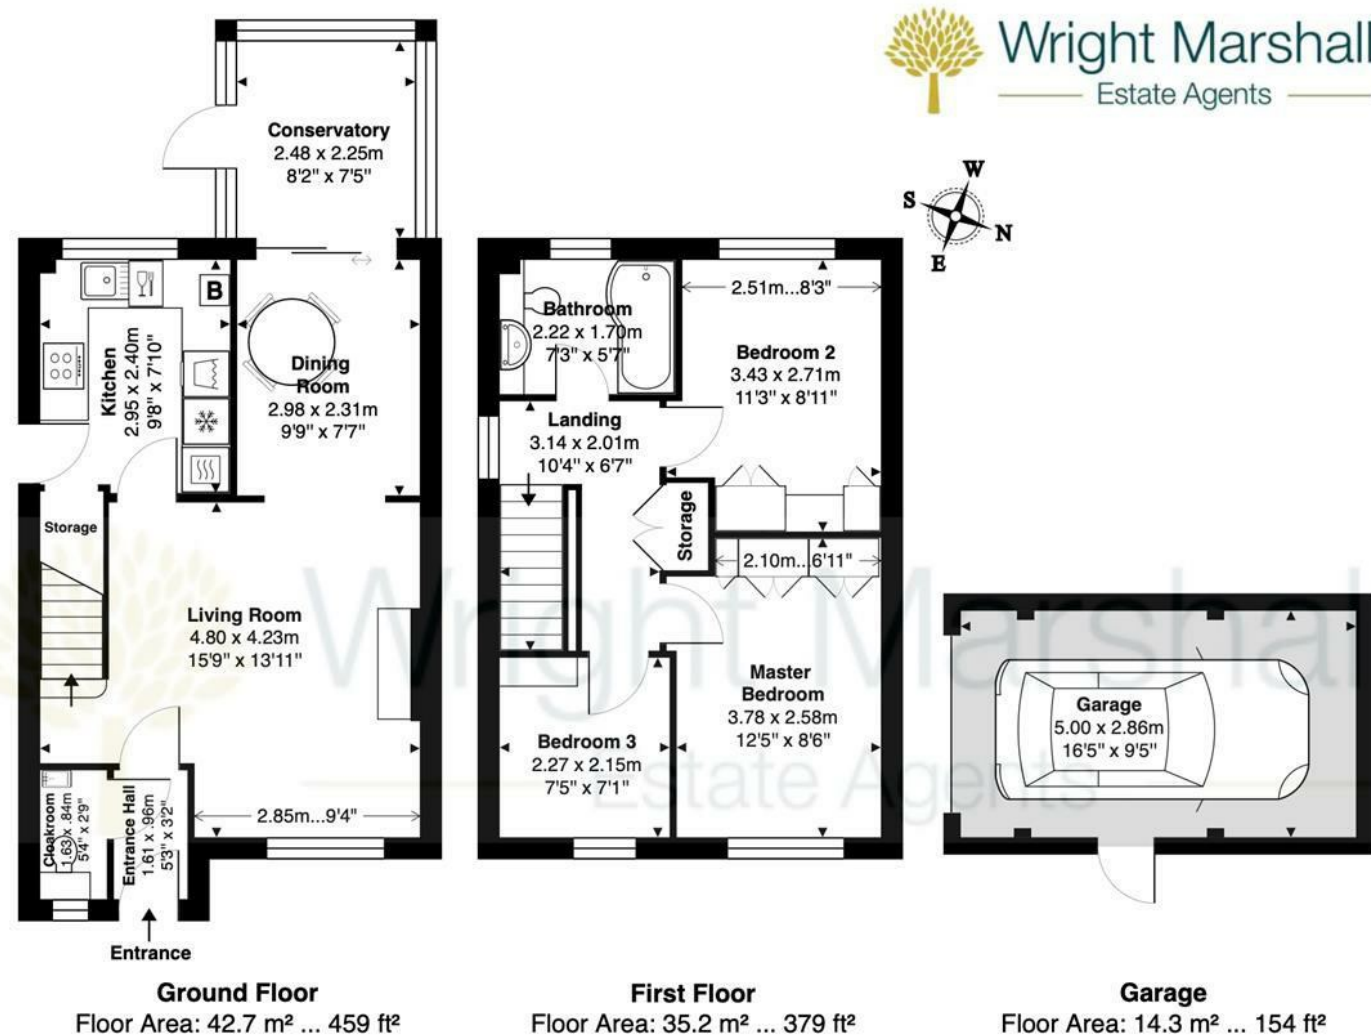 Wright Marshall
Estate Agents
W
S
N
E
Conservatory
2.48 x 2.25m
8'2" x 7'5"
B
Kitchen
2.95 x 2.40m
9'8" x 7'10"
Dining
Room
2.98 x 2.31m
9'9" x 7'7"
Storage
Living Room
4.80 x 4.23m
15'9" x 13'11"
2.85m...9'4"
Cloakroom
1.63 x .84m
5'4" x 2'9"
Entrance Hall
1.61 x .96m
5'3" x 3'2"
Entrance
Ground Floor
Floor Area: 42.7 m² ... 459 ft²
Bathroom
2.22 x 1.70m
7'3" x 5'7"
2.51m...8'3"
Bedroom 2
3.43 x 2.71m
11'3" x 8'11"
Landing
3.14 x 2.01m
10'4" x 6'7"
Storage
2.10m...6'11"
Master
Bedroom
3.78 x 2.58m
12'5" x 8'6"
Bedroom 3
2.27 x 2.15m
7'5" x 7'1"
First Floor
Floor Area: 35.2 m² ... 379 ft²
Garage
5.00 x 2.86m
16'5" x 9'5"
Garage
Floor Area: 14.3 m² ... 154 ft²
Wright Marshal
Estate Agents